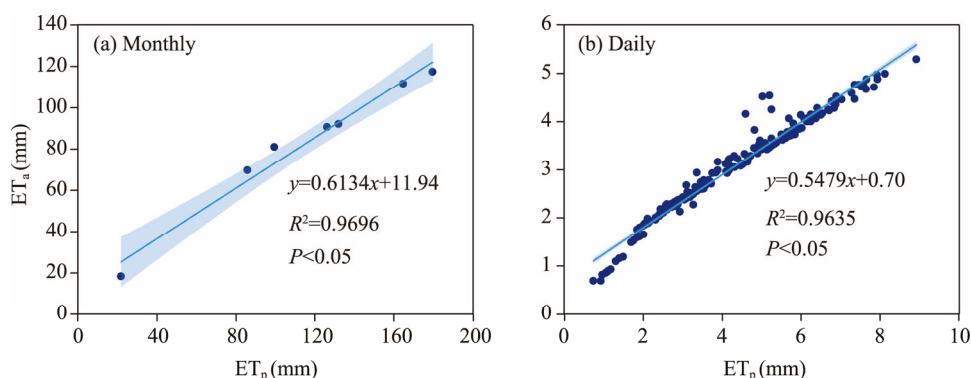 (a) Monthly
140
120
100
80
60
40
20
0
ETa(mm)
y=0.6134x+11.94
R²=0.9696
P<0.05
0 40 80 120 160 200
ETp(mm)
(b) Daily
6
5
4
3
2
1
0
y=0.5479x+0.70
R²=0.9635
P<0.05
0 2 4 6 8 10
ETp(mm)